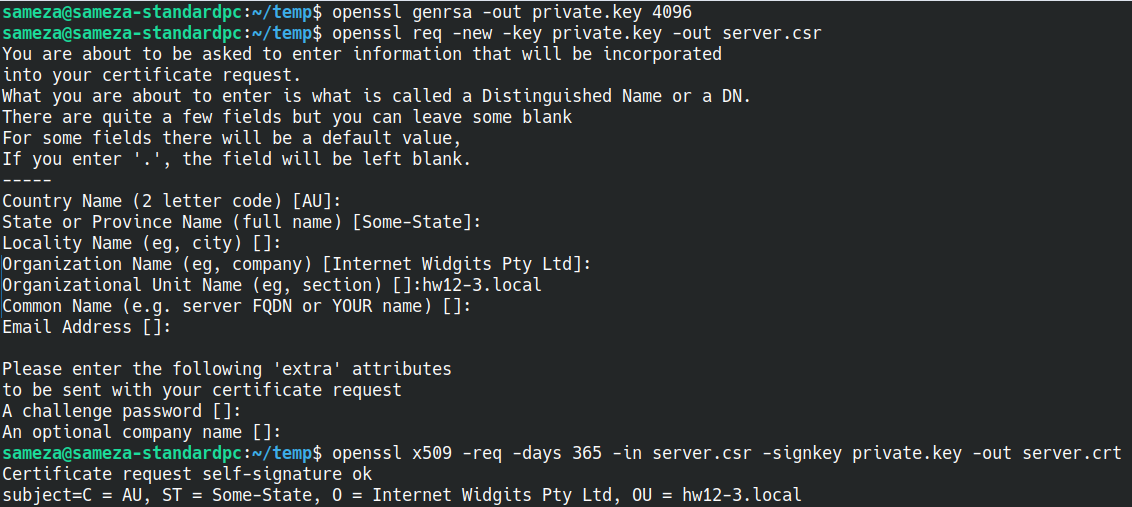 sameza@sameza-standardpc:~/temp$ openssl genrsa -out private.key 4096
sameza@sameza-standardpc:~/temp$ openssl req -new -key private.key -out server.csr
You are about to be asked to enter information that will be incorporated
into your certificate request.
What you are about to enter is what is called a Distinguished Name or a DN.
There are quite a few fields but you can leave some blank
For some fields there will be a default value,
If you enter '.', the field will be left blank.
-----
Country Name (2 letter code) [AU]:
State or Province Name (full name) [Some-State]:
Locality Name (eg, city) []:
Organization Name (eg, company) [Internet Widgits Pty Ltd]:
Organizational Unit Name (eg, section) []:hw12-3.local
Common Name (e.g. server FQDN or YOUR name) []:
Email Address []:

Please enter the following 'extra' attributes
to be sent with your certificate request
A challenge password []:
An optional company name []:
sameza@sameza-standardpc:~/temp$ openssl x509 -req -days 365 -in server.csr -signkey private.key -out server.crt
Certificate request self-signature ok
subject=C = AU, ST = Some-State, O = Internet Widgits Pty Ltd, OU = hw12-3.local